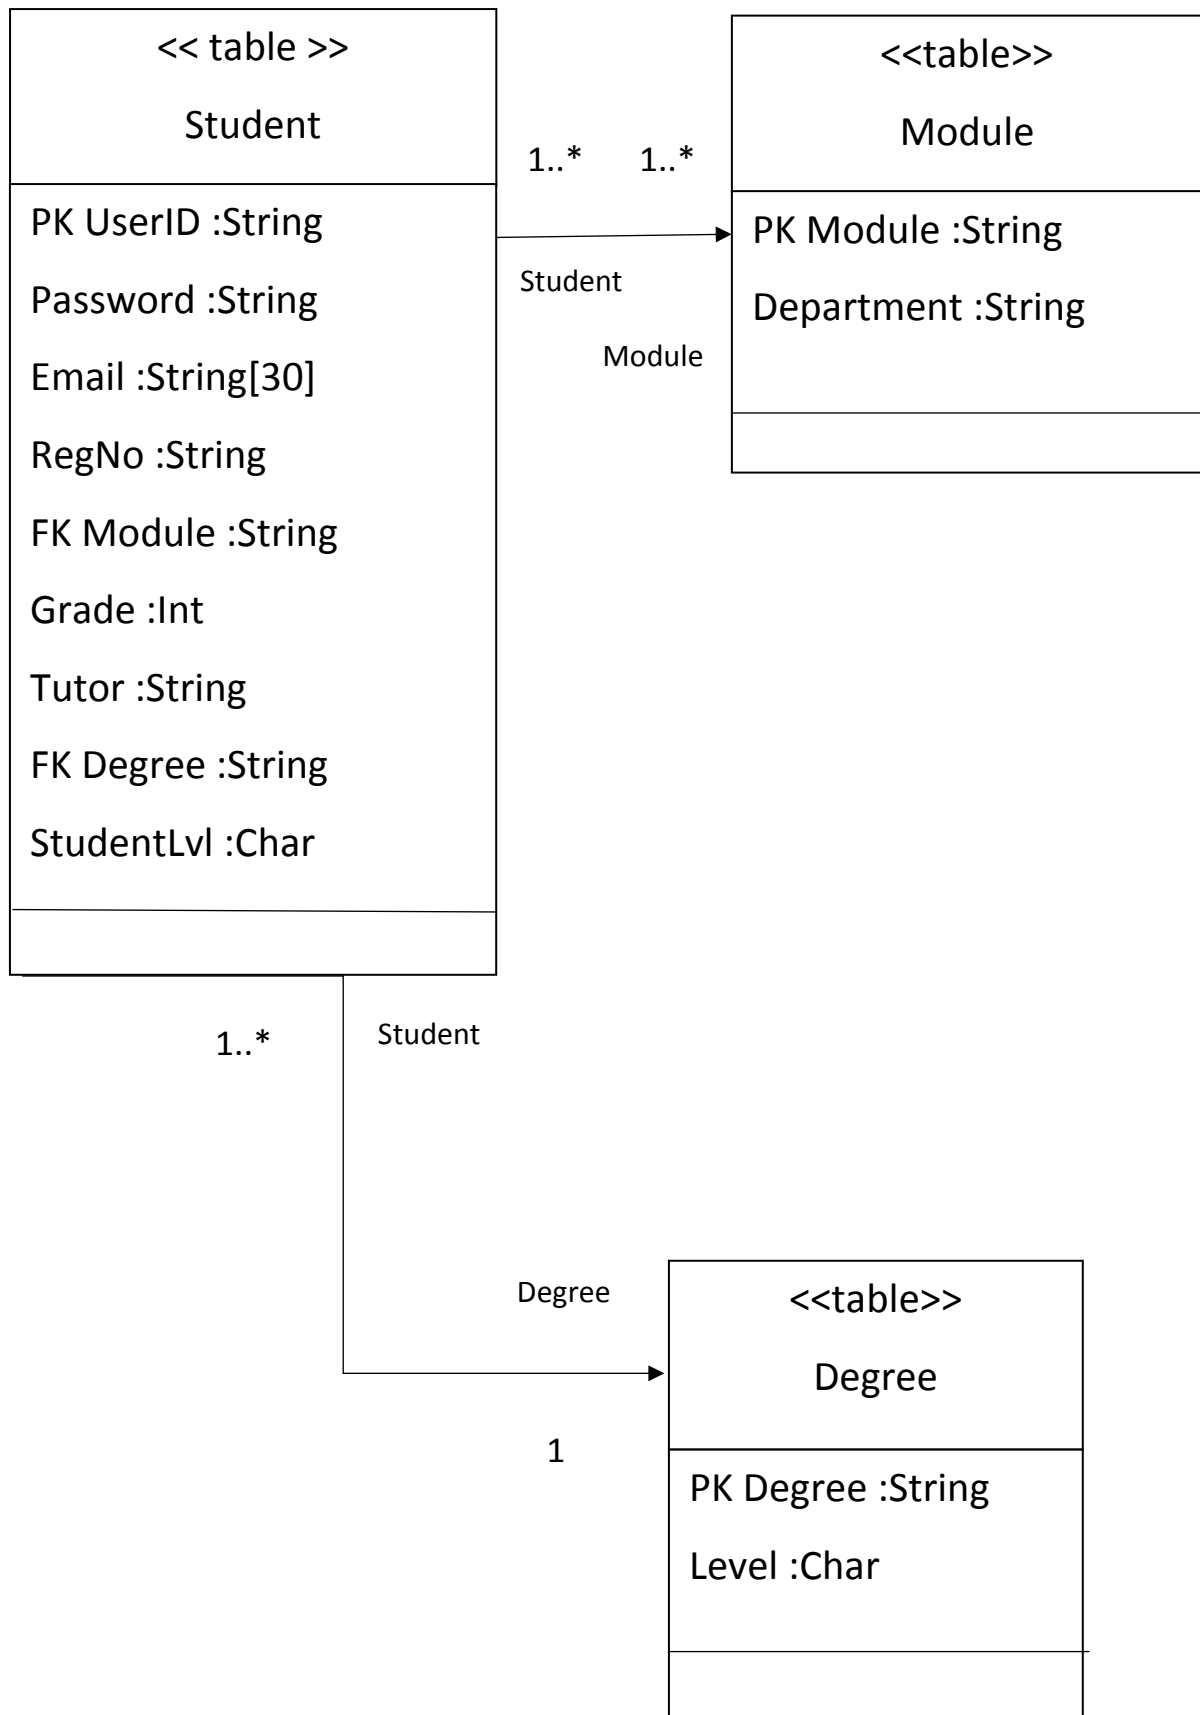 << table >>
Student
PK UserID :String
Password :String
Email :String[30]
RegNo :String
FK Module :String
Grade :Int
Tutor :String
FK Degree :String
StudentLvl :Char
1..* 1..*
Student
Module
<<table>>
Module
PK Module :String
Department :String
1..*
Student
Degree
1
<<table>>
Degree
PK Degree :String
Level :Char